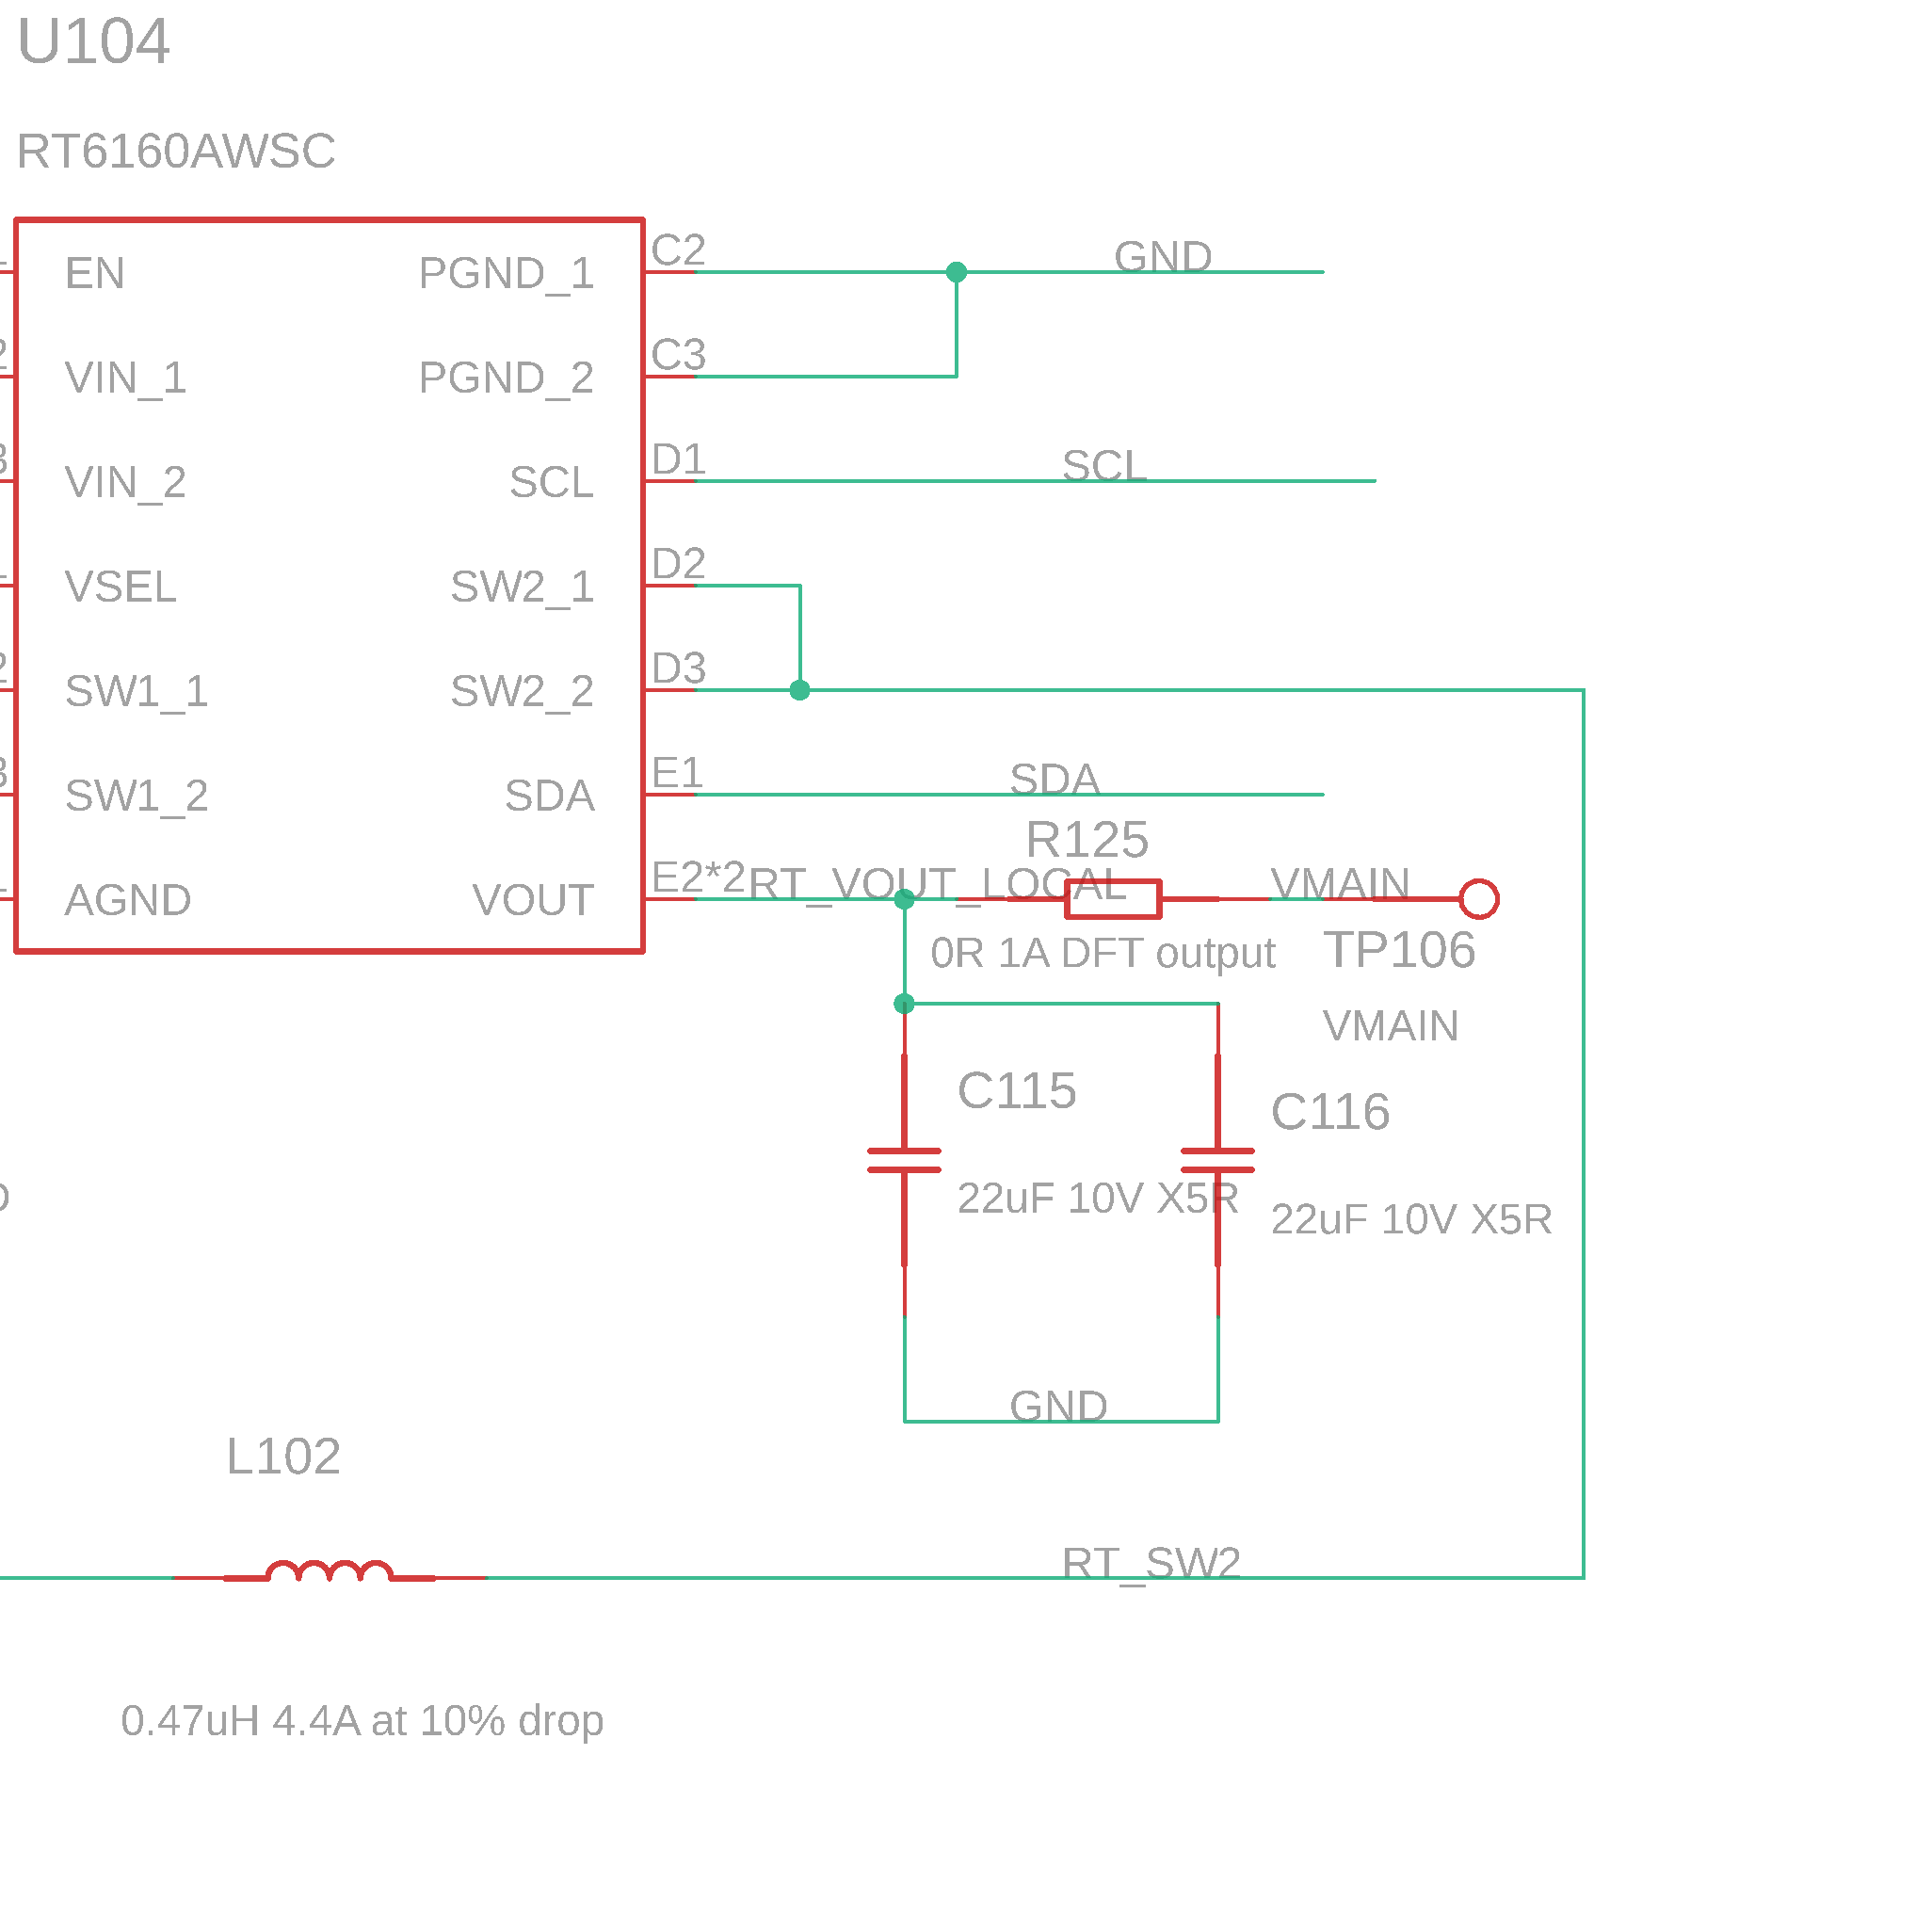 U104
RT6160AWSC
EN PGND_1 C2 GND
VIN_1 PGND_2 C3
VIN_2 SCL D1 SCL
VSEL SW2_1 D2
SW1_1 SW2_2 D3
SW1_2 SDA E1 SDA
R125
AGND VOUT E2*2 RT_VOUT_LOCAL VMAIN
0R 1A DFT output TP106
VMAIN
C115
C116
22uF 10V X5R
22uF 10V X5R
GND
L102
RT_SW2
0.47uH 4.4A at 10% drop